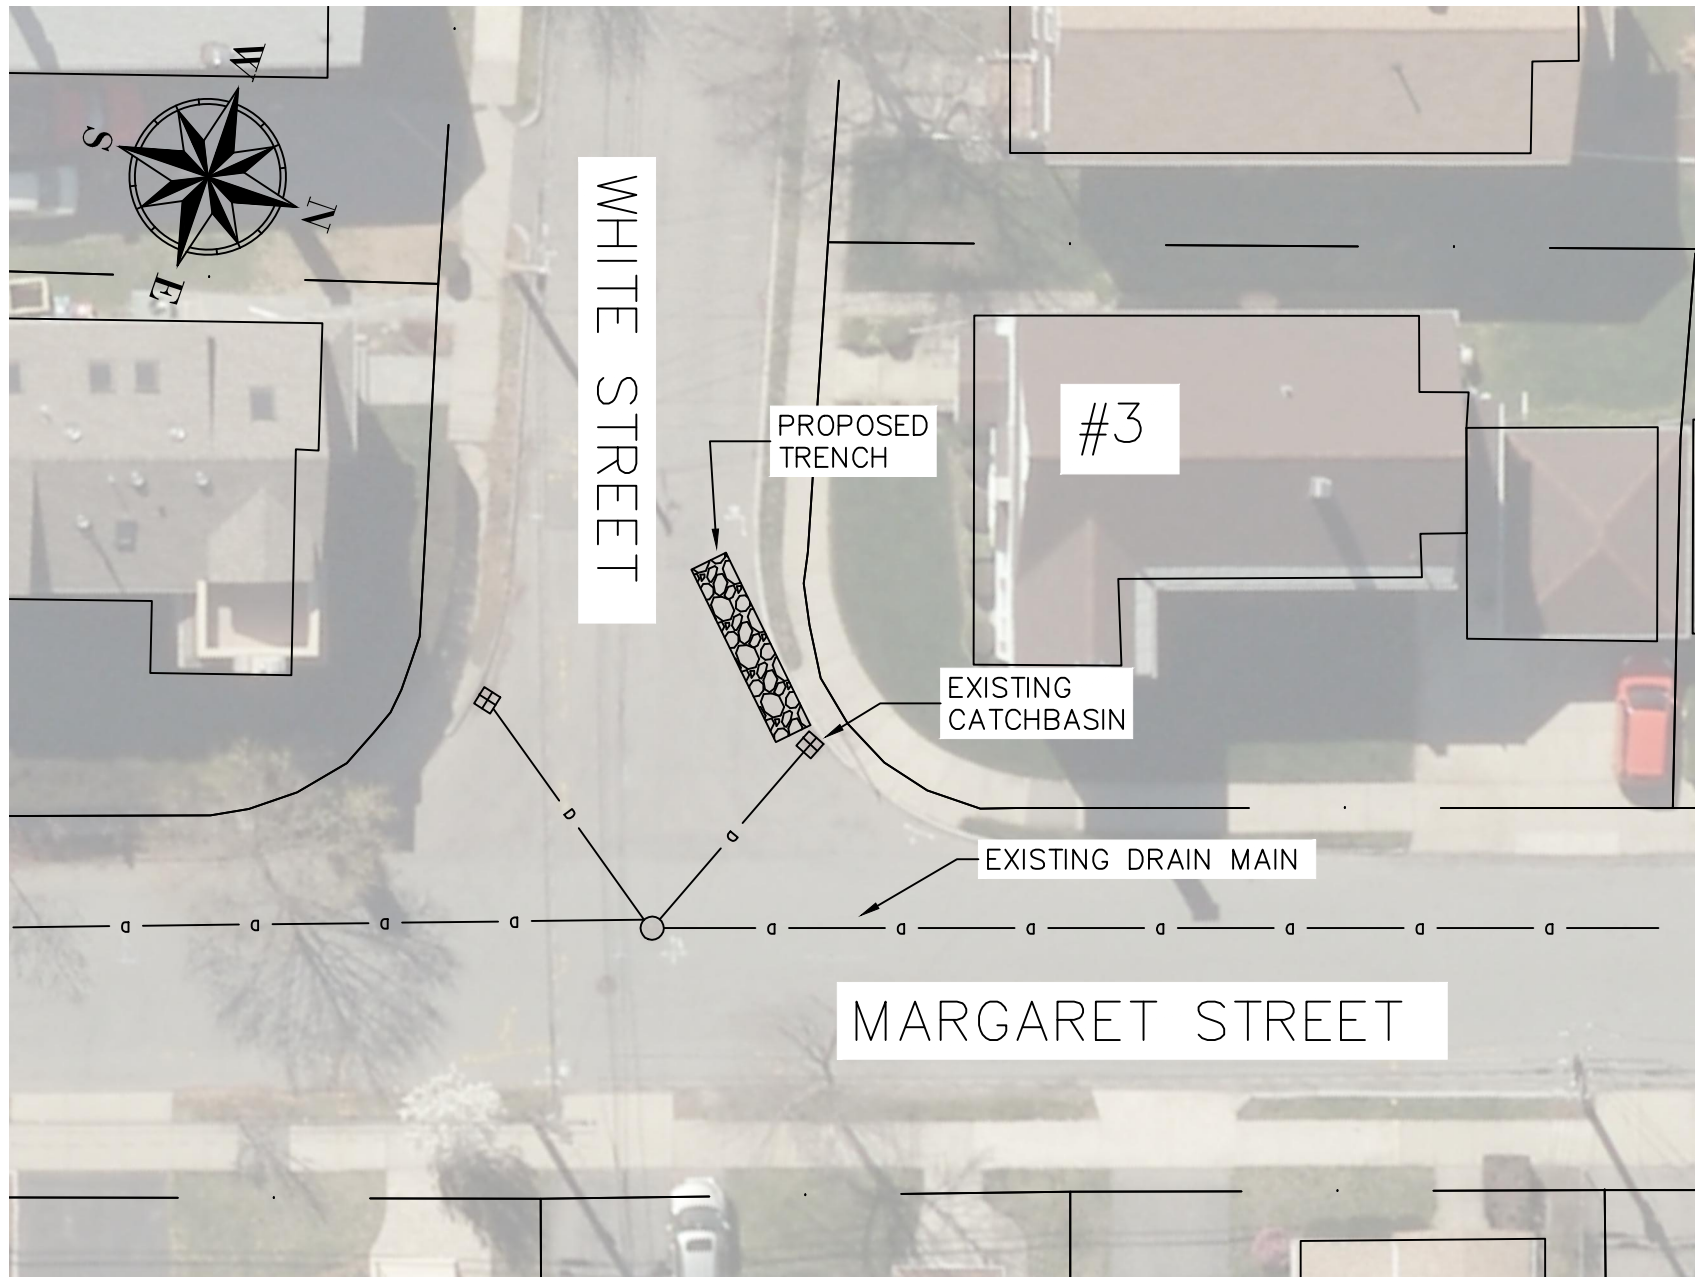 W
S
N
E
WHITE STREET
PROPOSED
TRENCH
#3
EXISTING
CATCHBASIN
D
D
EXISTING DRAIN MAIN
D D D D D D D D D D D
MARGARET STREET